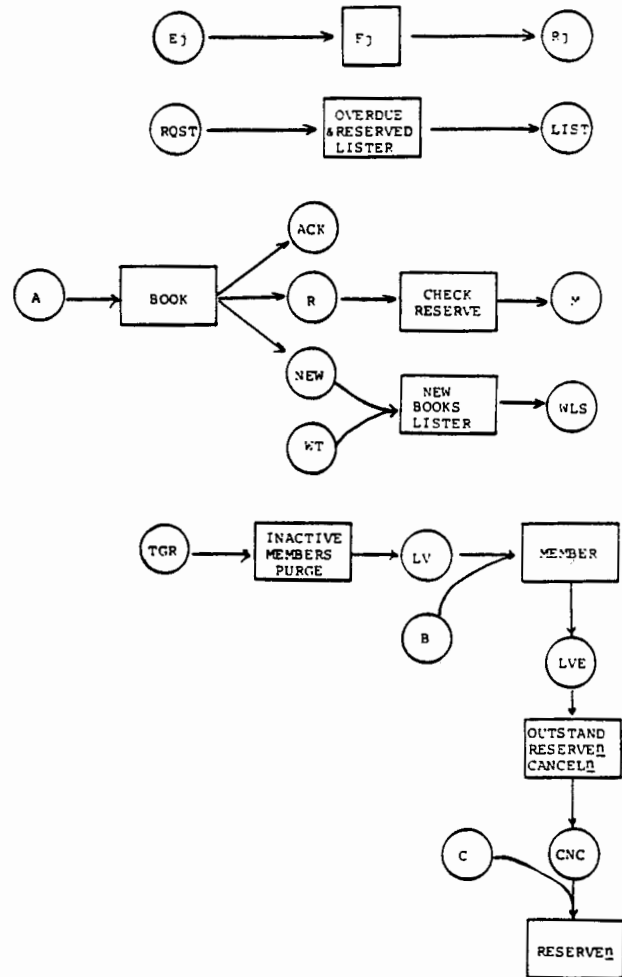 Ej
Fj
Rj
RQST
OVERDUE
&RESERVED
LISTER
LIST
ACK
A
BOOK
R
CHECK
RESERVE
M
NEW
NEW
BOOKS
LISTER
WT
WLS
TGR
INACTIVE
MEMBERS
PURGE
LV
MEMBER
B
LVE
OUTSTAND
RESERVEn
CANCELn
C
CNC
RESERVEn